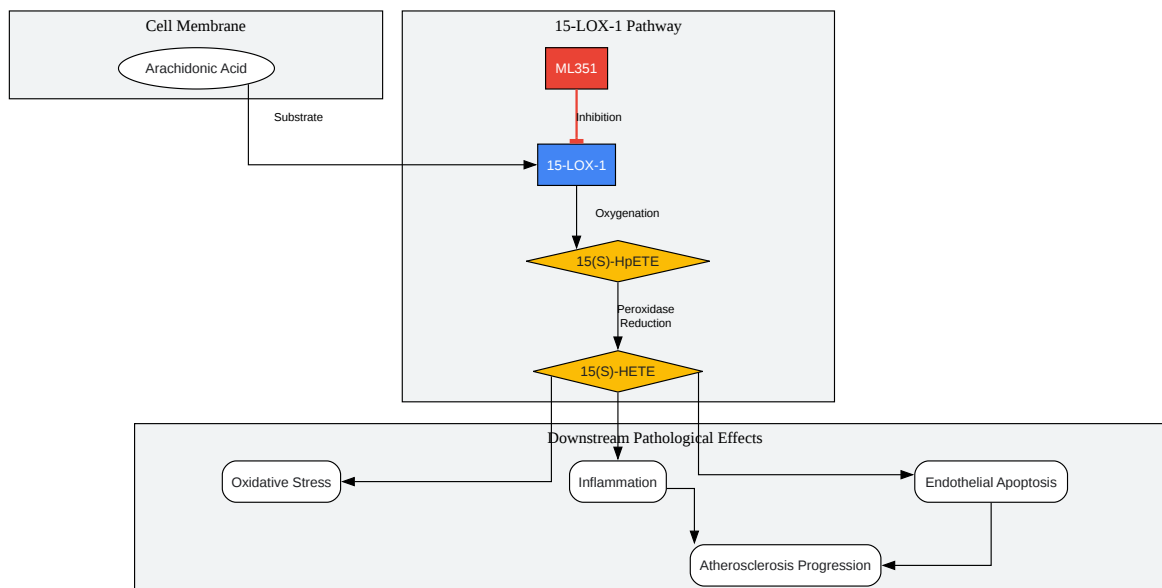 Cell Membrane
Arachidonic Acid
Substrate
15-LOX-1 Pathway
ML351
Inhibition
15-LOX-1
Oxygenation
15(S)-HpETE
Peroxidase
Reduction
15(S)-HETE
Downstream Pathological Effects
Oxidative Stress
Inflammation
Endothelial Apoptosis
Atherosclerosis Progression